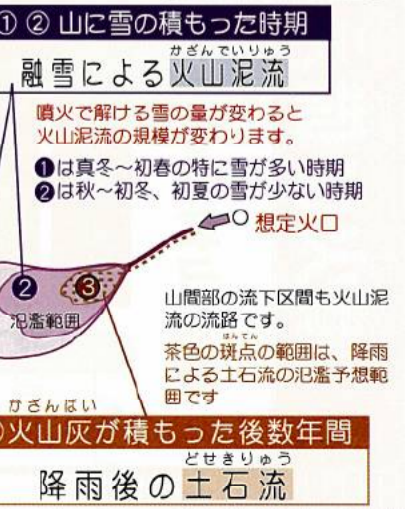 ① ② 山に雪の積もった時期
かざんでいりゅう
融雪による火山泥流
噴火で解ける雪の量が変わると
火山泥流の規模が変わります。
❶は真冬～初春の特に雪が多い時期
❷は秋～初冬、初夏の雪が少ない時期
想定火口
❷
❸
氾濫範囲
山間部の流下区間も火山泥
流の流路です。
はんてん
茶色の斑点の範囲は、降雨
による土石流の氾濫予想範
囲です
かざんばい
火山灰が積もった後数年間
どせきりゅう
降雨後の土石流